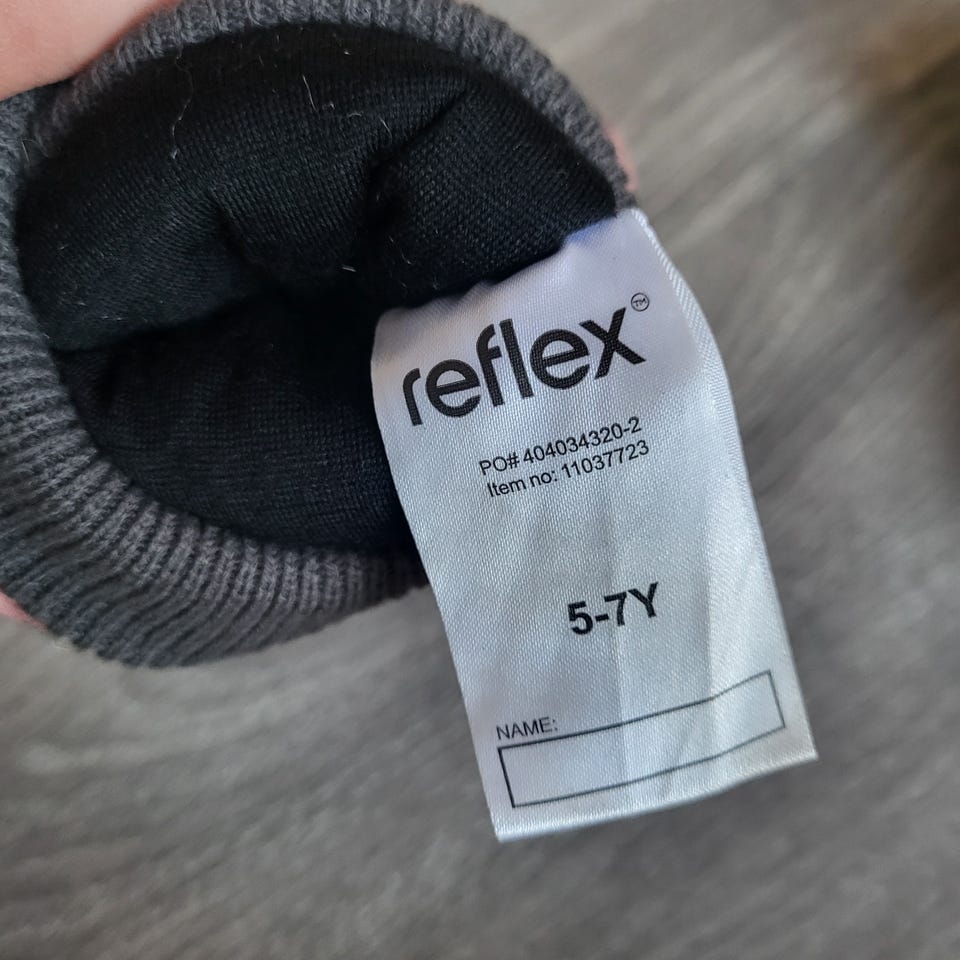 reflex™
PO# 404034320-2
Item no: 11037723
5-7Y
NAME: